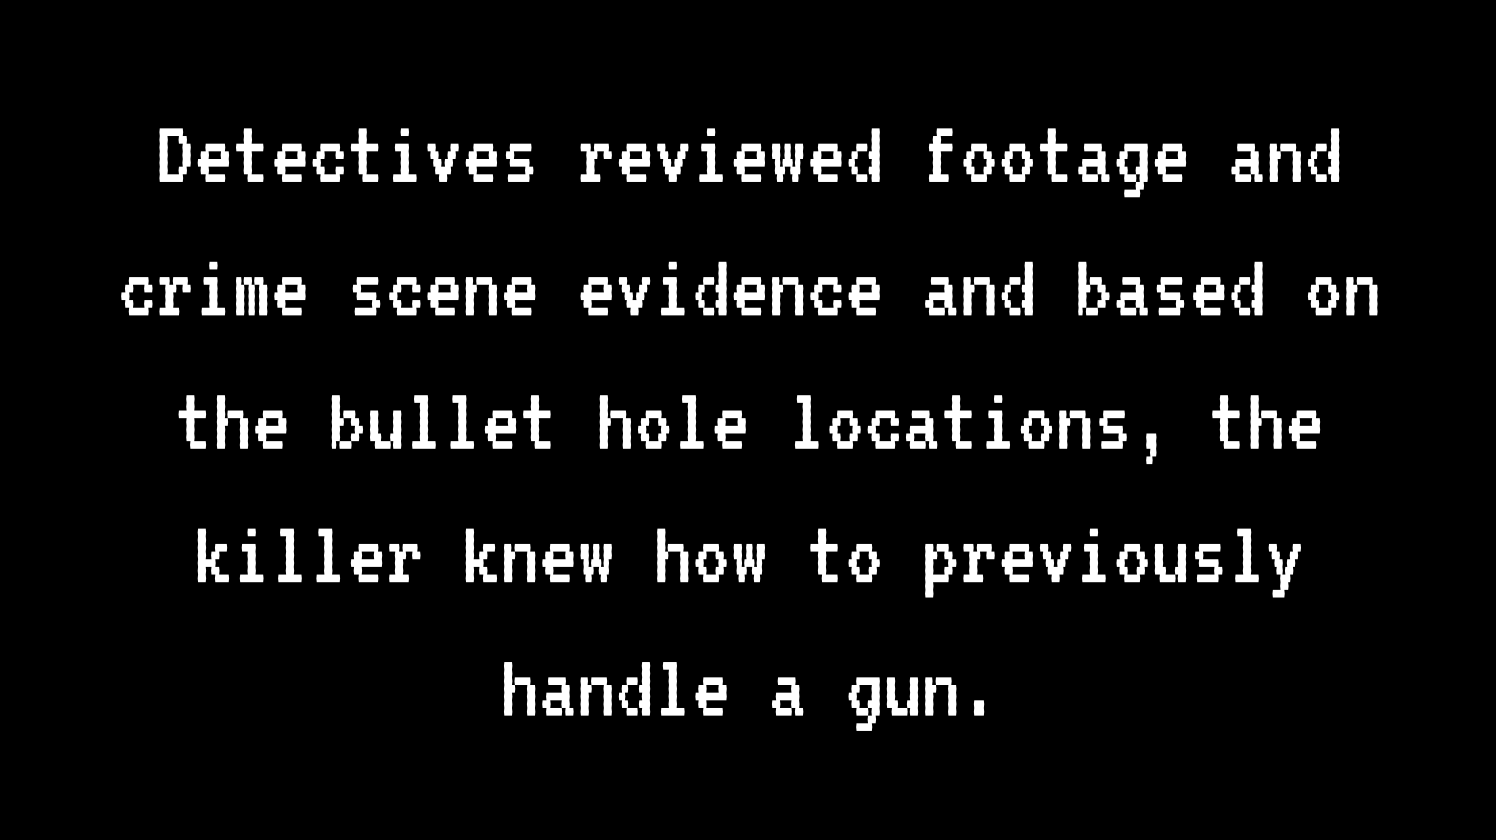 Detectives reviewed footage and
crime scene evidence and based on
the bullet hole locations, the
killer knew how to previously
handle a gun.